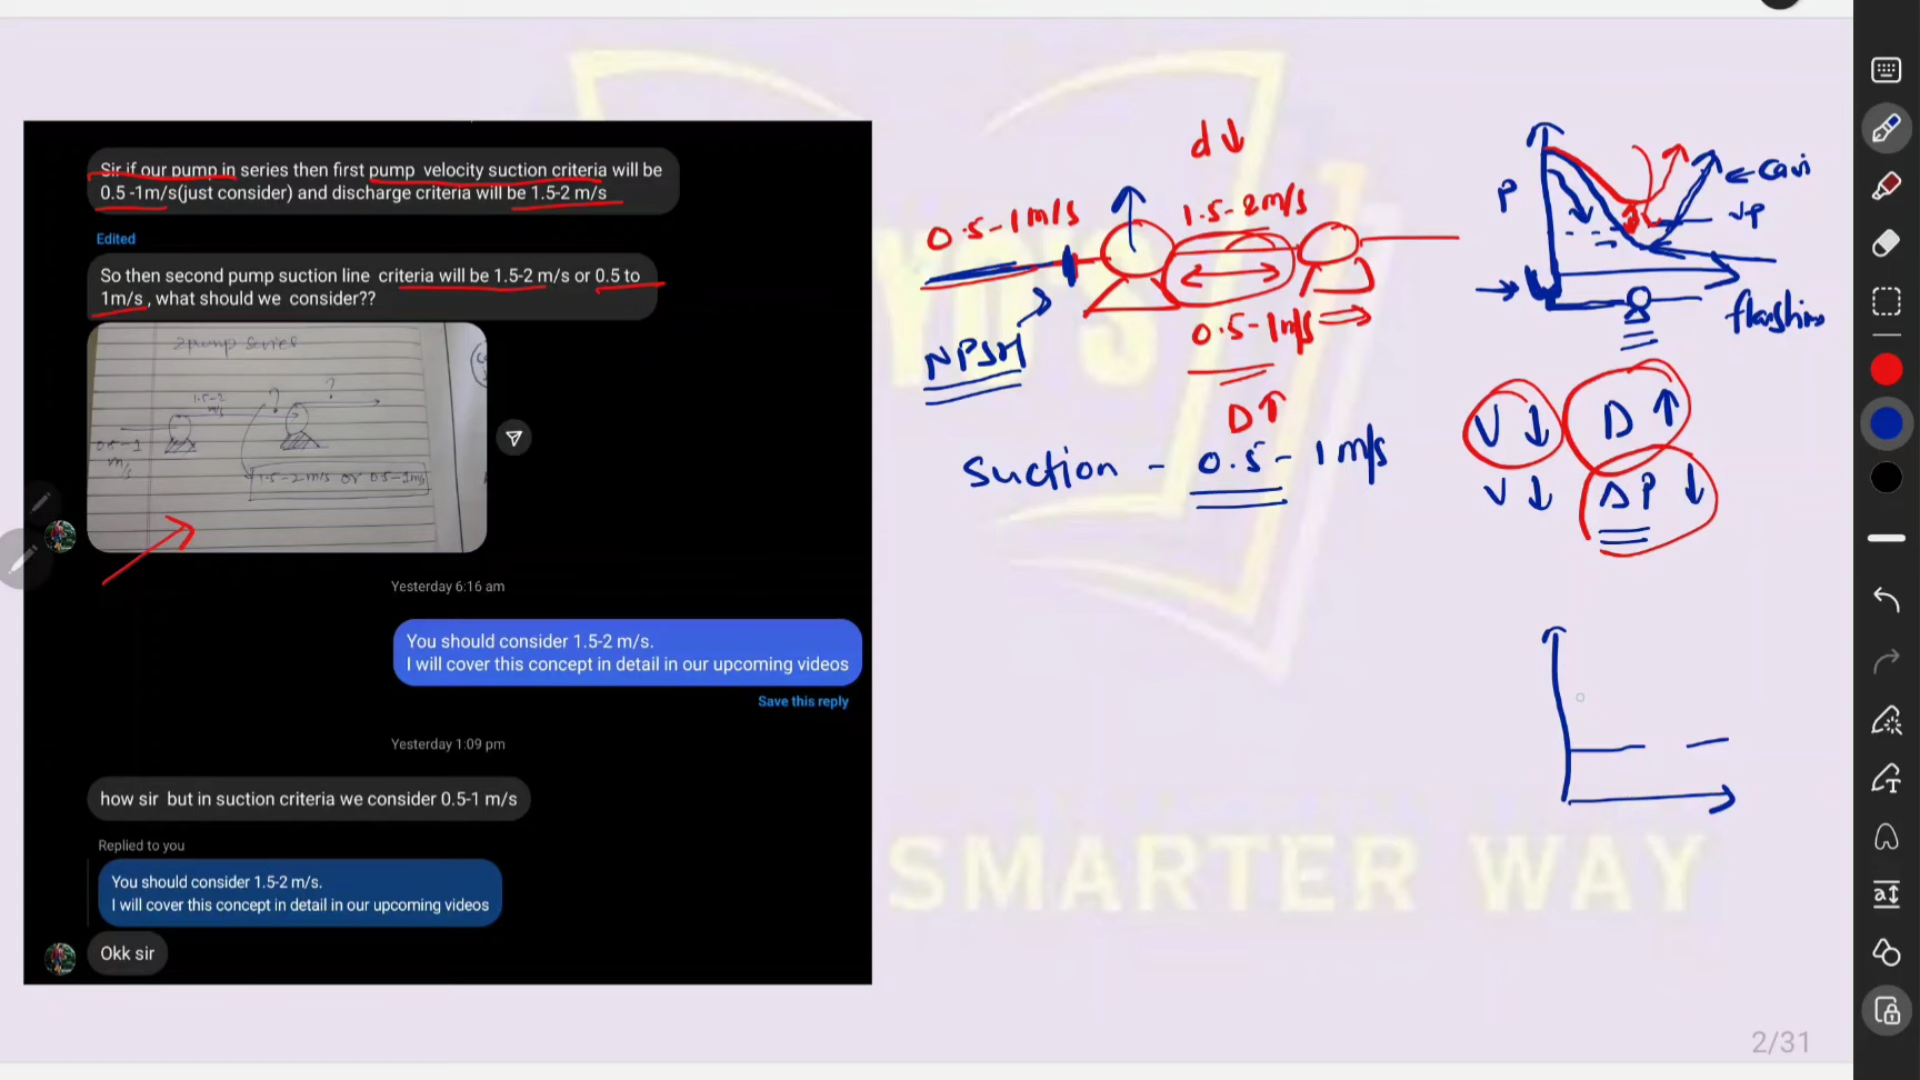 Sir if our pump in series then first pump velocity suction criteria will be
0.5 -1m/s(just consider) and discharge criteria will be 1.5-2 m/s
Edited
So then second pump suction line criteria will be 1.5-2 m/s or 0.5 to
1m/s , what should we consider??
2 pump series
1.5-2
m/s
?
?
0.5-1
m/s
1.5-2 m/s or 0.5-1m/s
Yesterday 6:16 am
You should consider 1.5-2 m/s.
I will cover this concept in detail in our upcoming videos
Save this reply
Yesterday 1:09 pm
how sir but in suction criteria we consider 0.5-1 m/s
Replied to you
You should consider 1.5-2 m/s.
I will cover this concept in detail in our upcoming videos
Okk sir
d↓
0.5-1m/s
1.5-2m/s
0.5-1m/s
NPSH
D↑
Suction - 0.5 - 1 m/s
P
← cavi
VP
flashing
V↓ D↑
V↓ ΔP↓
SMARTER WAY
2/31